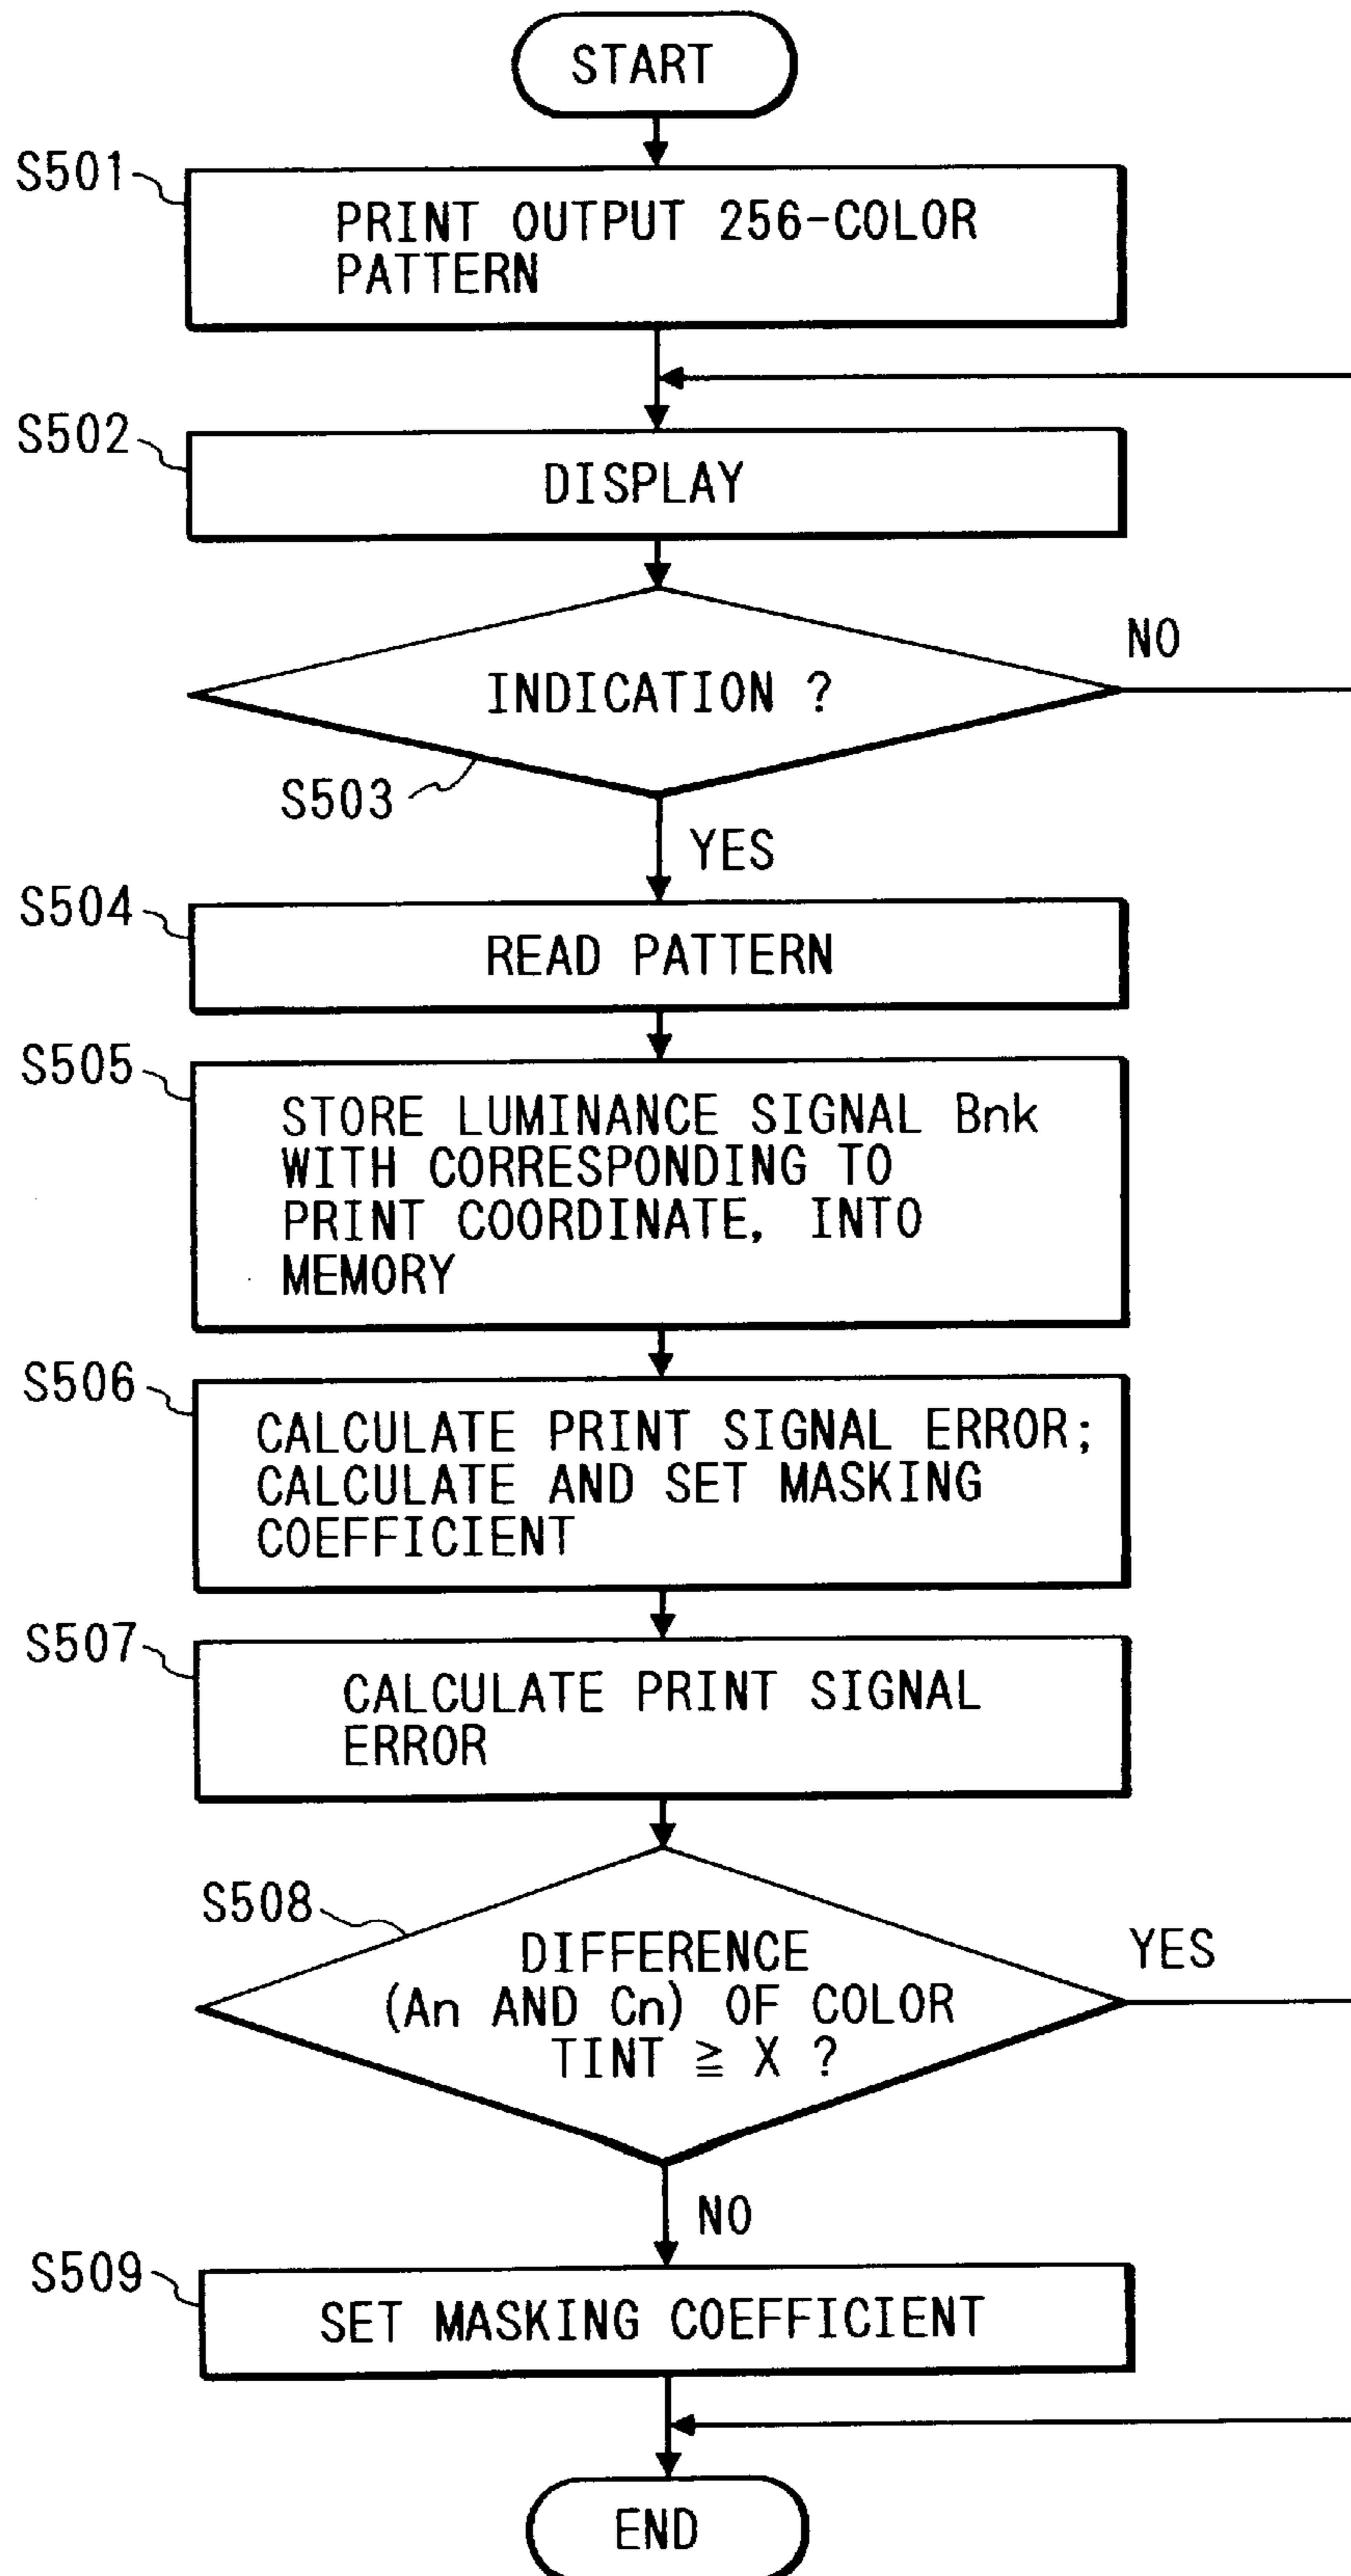 START
S501
PRINT OUTPUT 256-COLOR
PATTERN
S502
DISPLAY
NO
INDICATION ?
S503
YES
S504
READ PATTERN
S505
STORE LUMINANCE SIGNAL Bnk
WITH CORRESPONDING TO
PRINT COORDINATE, INTO
MEMORY
S506
CALCULATE PRINT SIGNAL ERROR;
CALCULATE AND SET MASKING
COEFFICIENT
S507
CALCULATE PRINT SIGNAL
ERROR
S508
DIFFERENCE
(An AND Cn) OF COLOR
TINT ≧ X ?
YES
NO
S509
SET MASKING COEFFICIENT
END